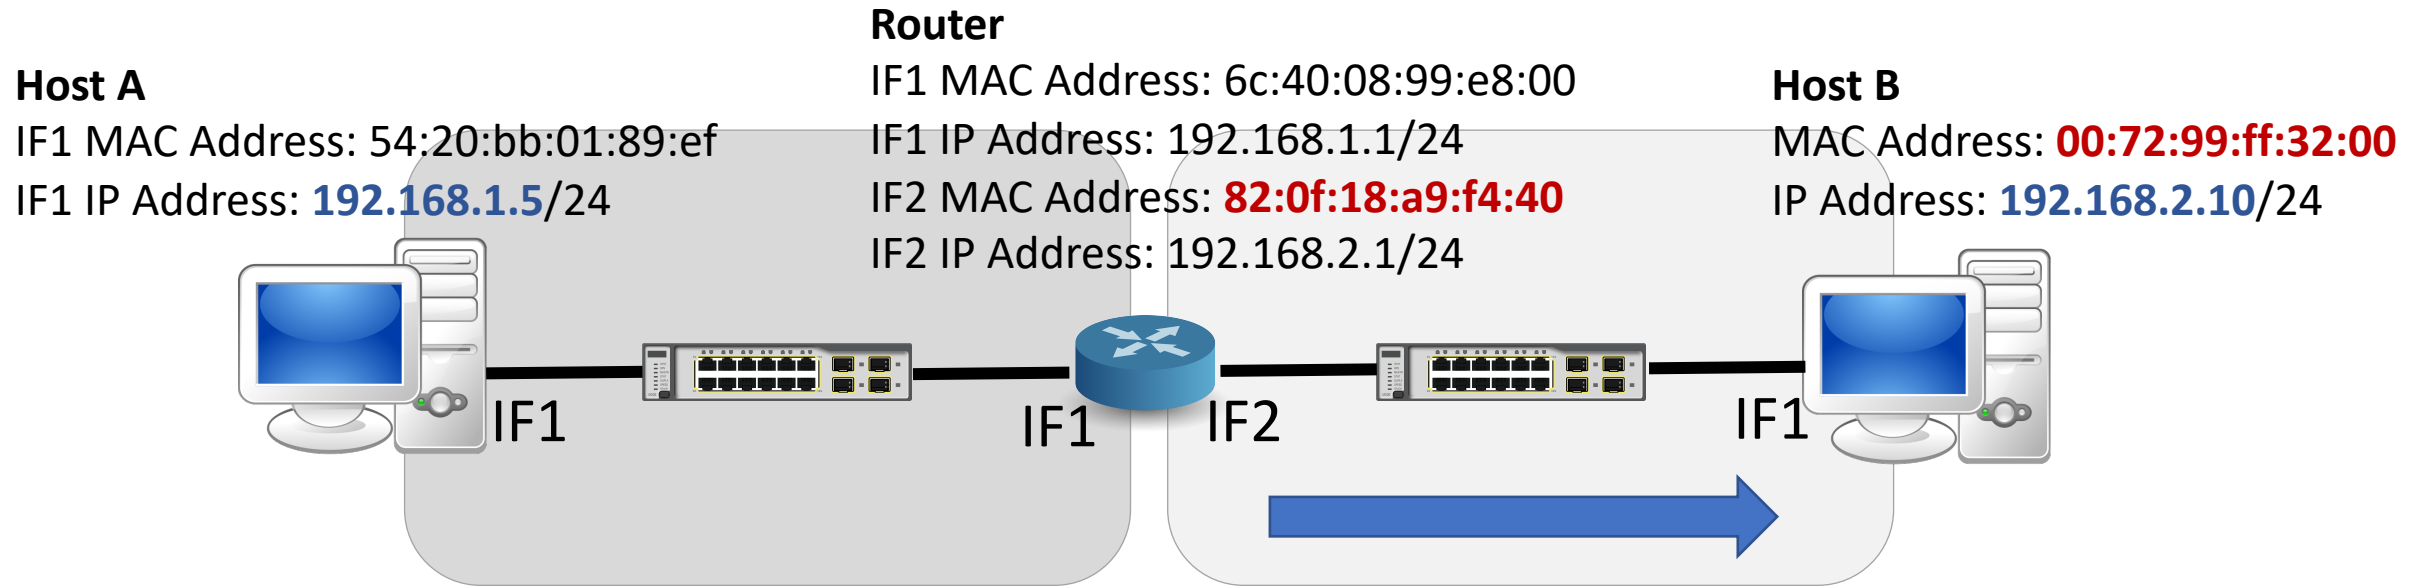 Router
IF1 MAC Address: 6c:40:08:99:e8:00
IF1 IP Address: 192.168.1.1/24
IF2 MAC Address: 82:0f:18:a9:f4:40
IF2 IP Address: 192.168.2.1/24
Host A
IF1 MAC Address: 54:20:bb:01:89:ef
IF1 IP Address: 192.168.1.5/24
Host B
MAC Address: 00:72:99:ff:32:00
IP Address: 192.168.2.10/24
IF1
IF1
IF2
IF1